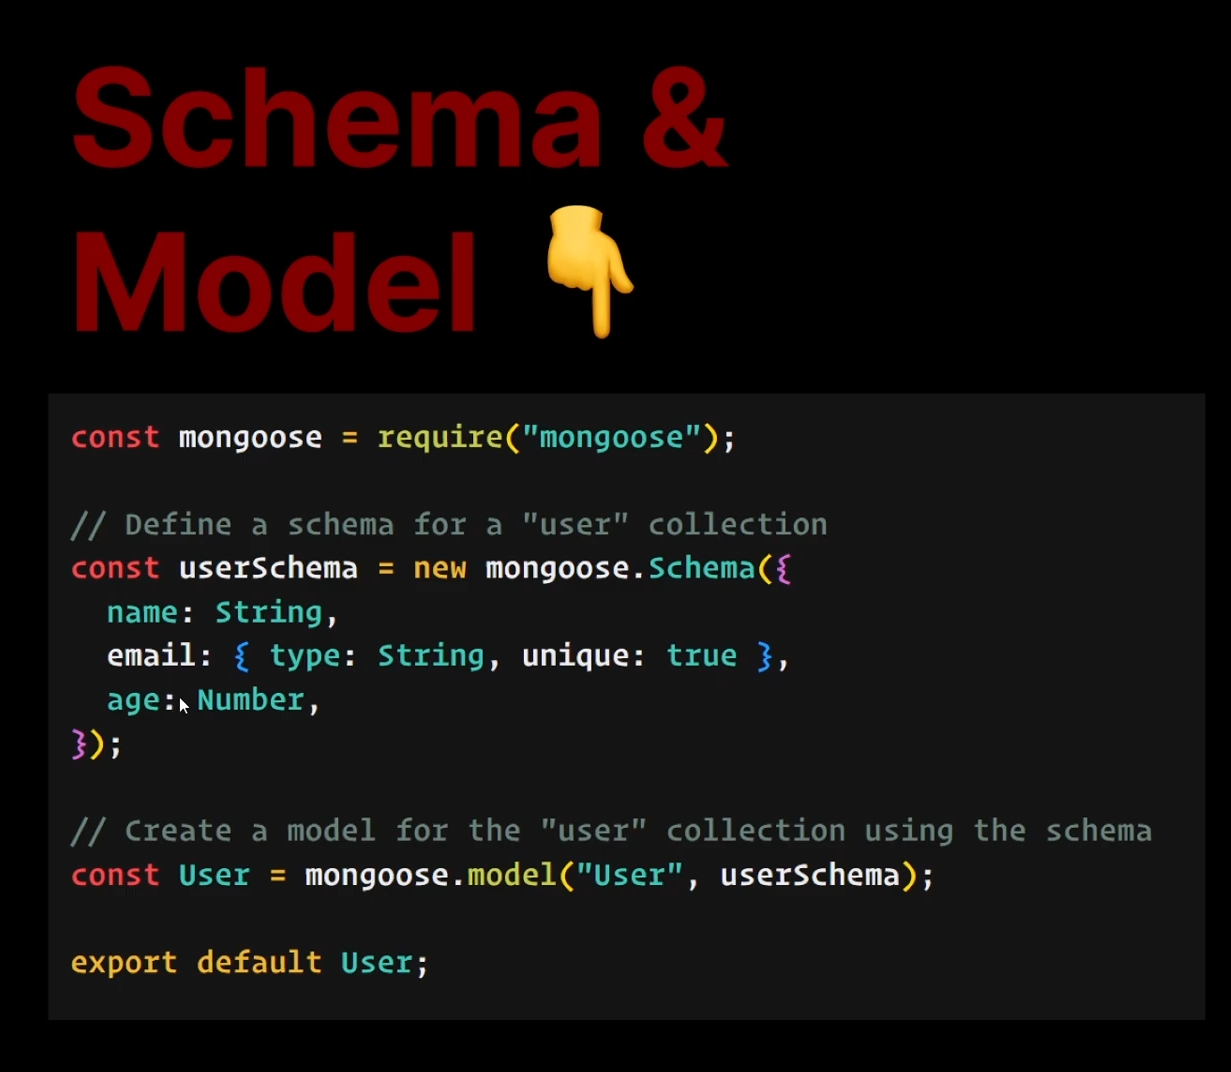 Schema &
Model 👇
const mongoose = require("mongoose");
// Define a schema for a "user" collection
const userSchema = new mongoose.Schema({
  name: String,
  email: { type: String, unique: true },
  age: Number,
});
// Create a model for the "user" collection using the schema
const User = mongoose.model("User", userSchema);
export default User;